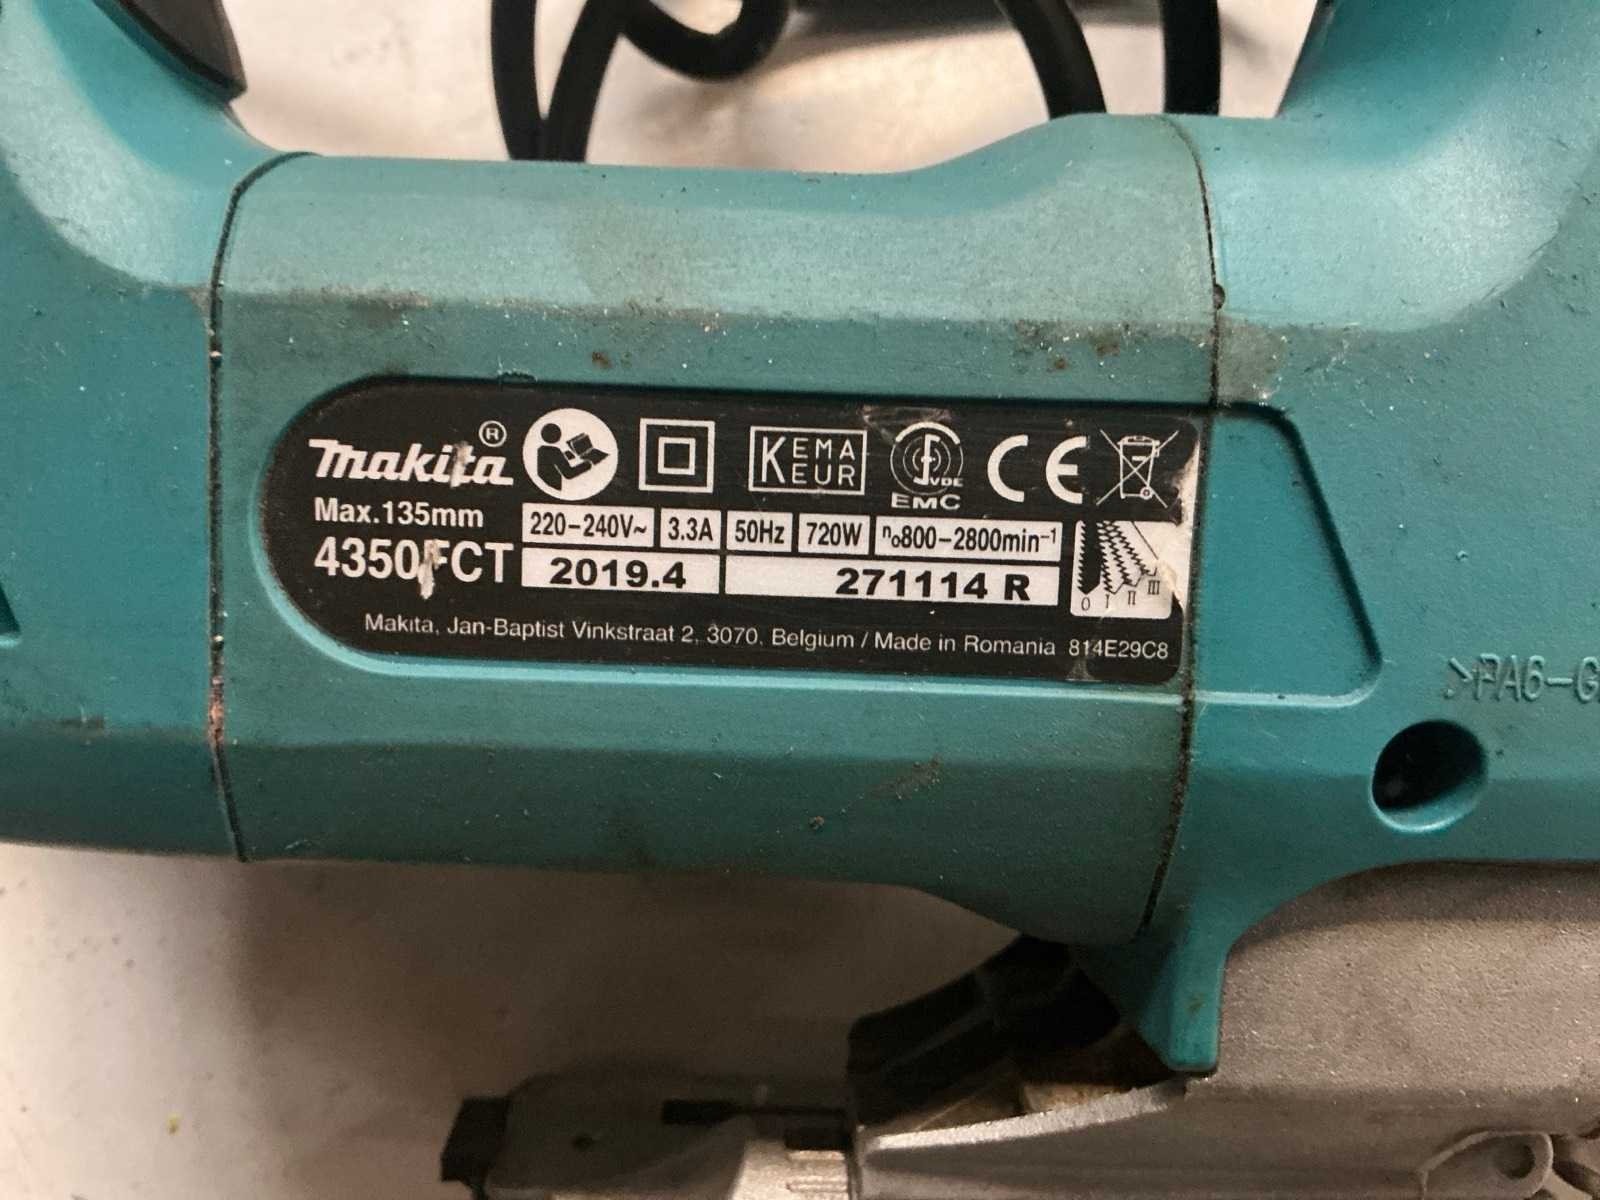 makita ®
KEMA
EUR
VDE
EMC
CE
Max.135mm
220-240V~ 3.3A 50Hz 720W n₀800-2800min⁻¹
4350FCT 2019.4 271114 R
0 I II III
Makita, Jan-Baptist Vinkstraat 2, 3070, Belgium / Made in Romania 814E29C8
>PA6-G